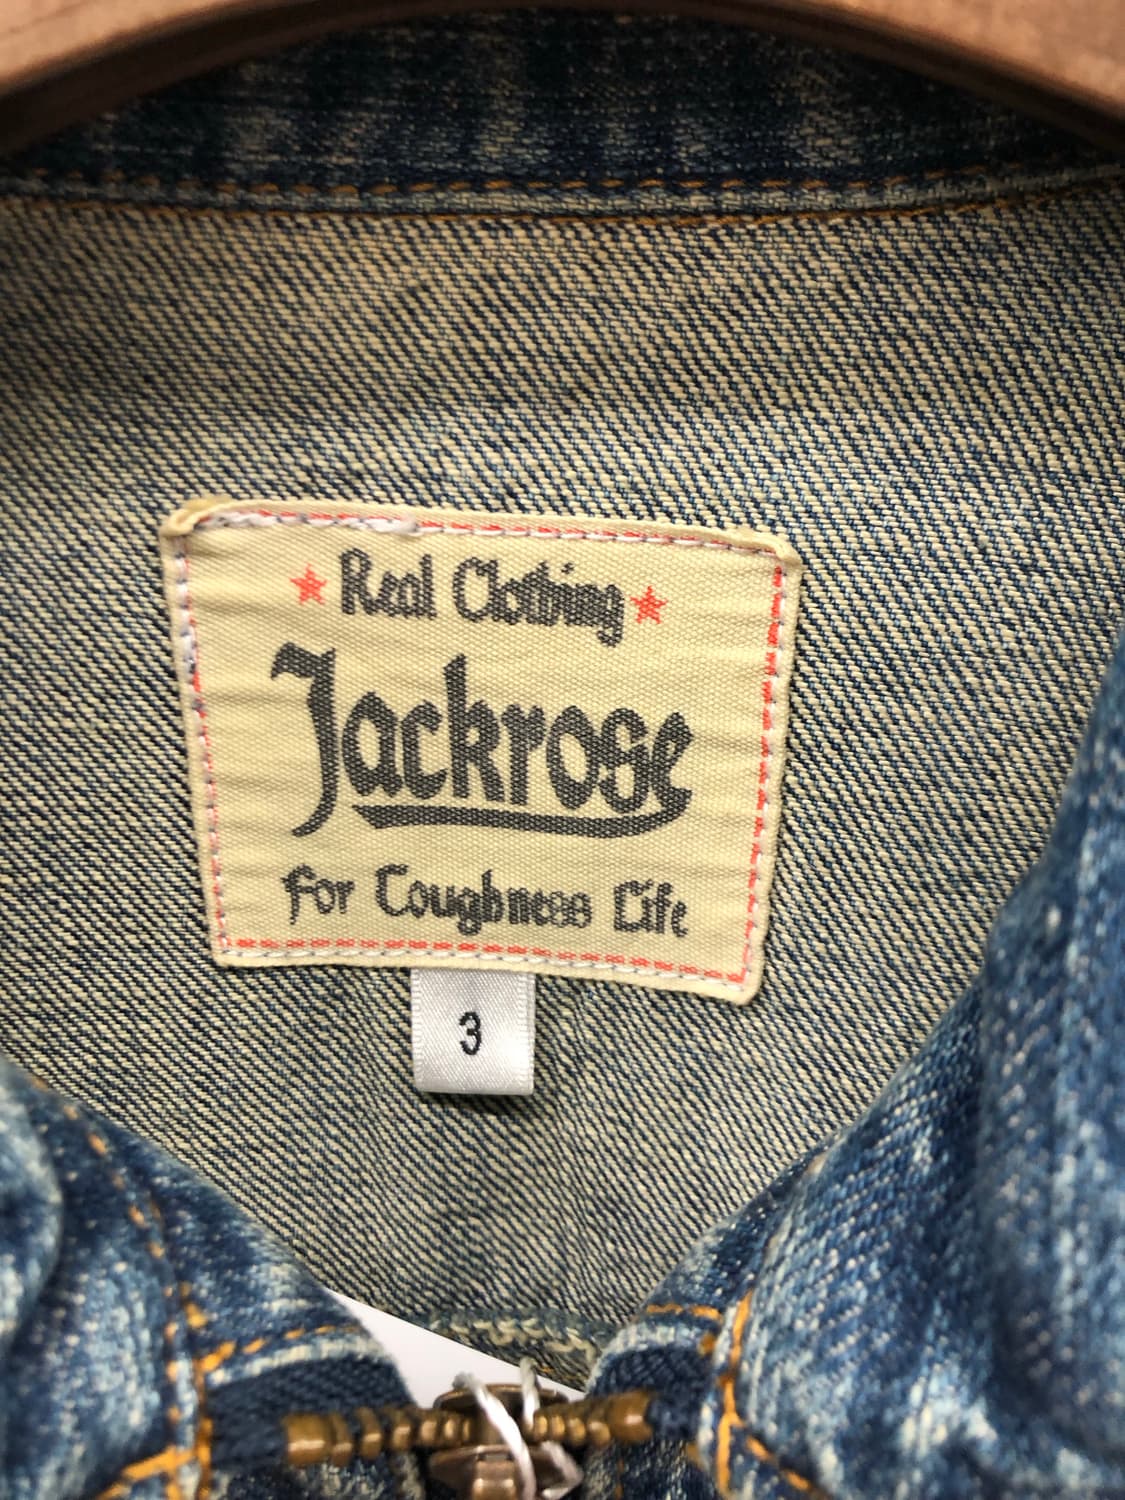 ★ Real Clothing ★
Jackrose
for Toughness Life
3